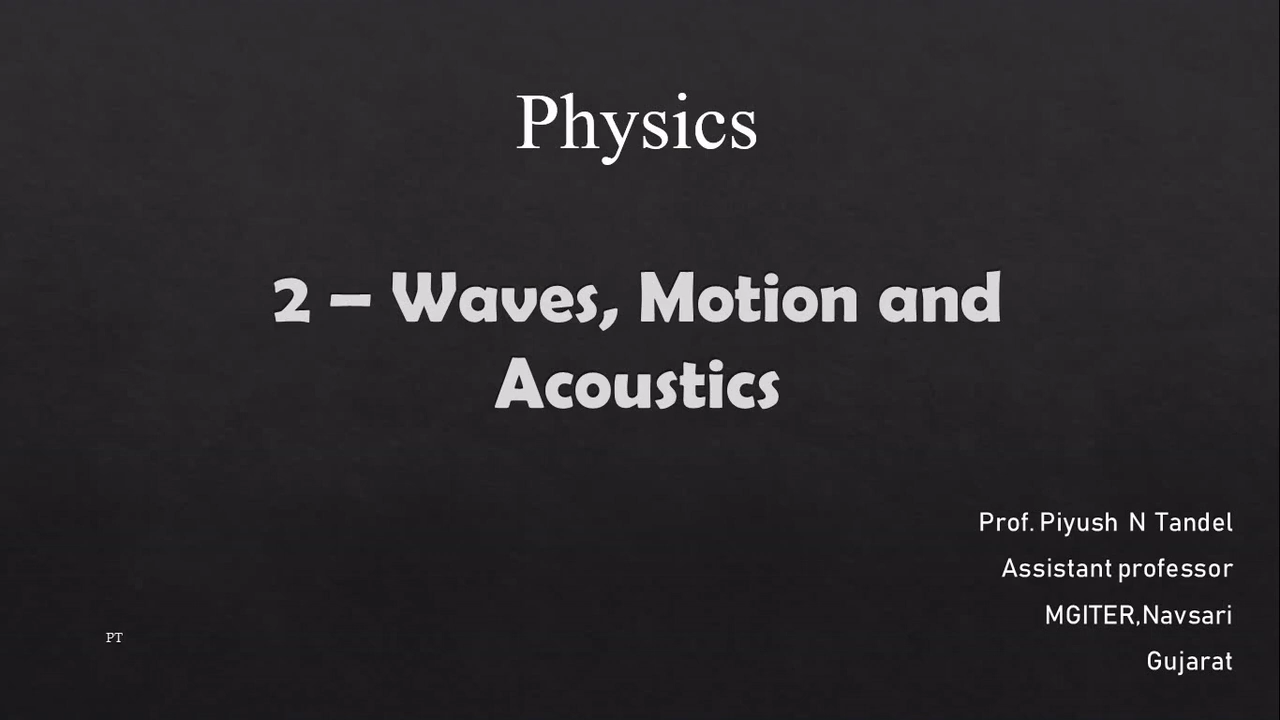 Physics
2 – Waves, Motion and
Acoustics
Prof. Piyush N Tandel
Assistant professor
MGITER,Navsari
Gujarat
PT